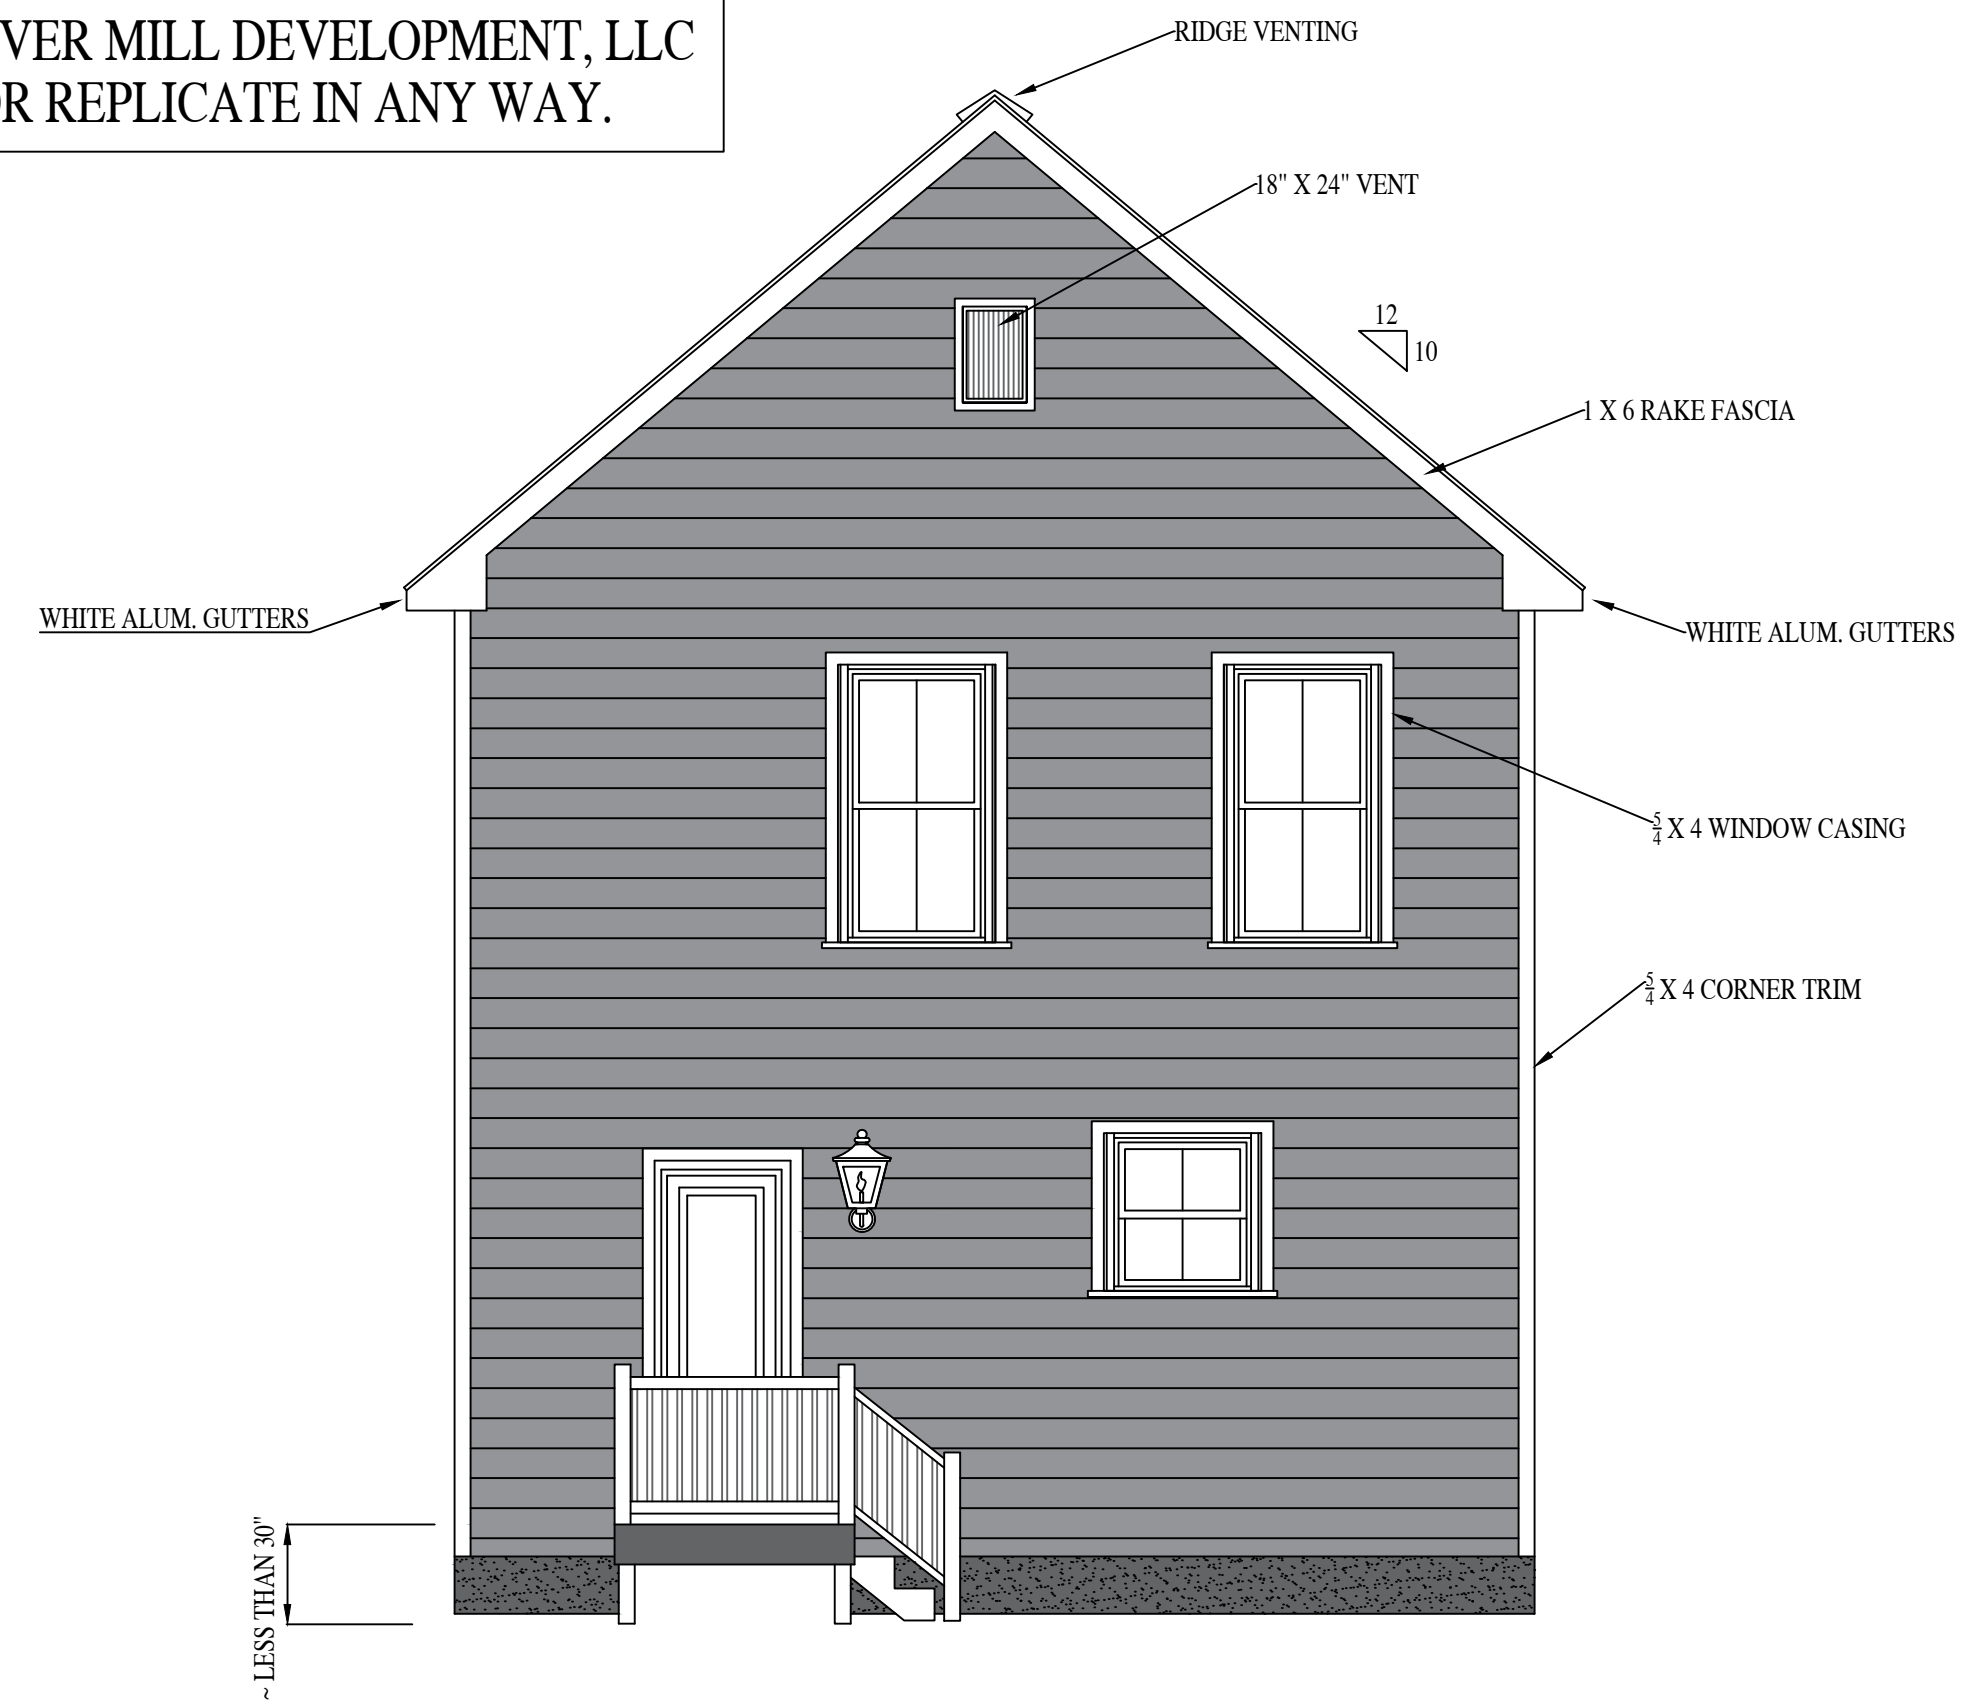 VER MILL DEVELOPMENT, LLC
OR REPLICATE IN ANY WAY.
RIDGE VENTING
18" X 24" VENT
12
10
1 X 6 RAKE FASCIA
WHITE ALUM. GUTTERS
WHITE ALUM. GUTTERS
5/4 X 4 WINDOW CASING
5/4 X 4 CORNER TRIM
~ LESS THAN 30"